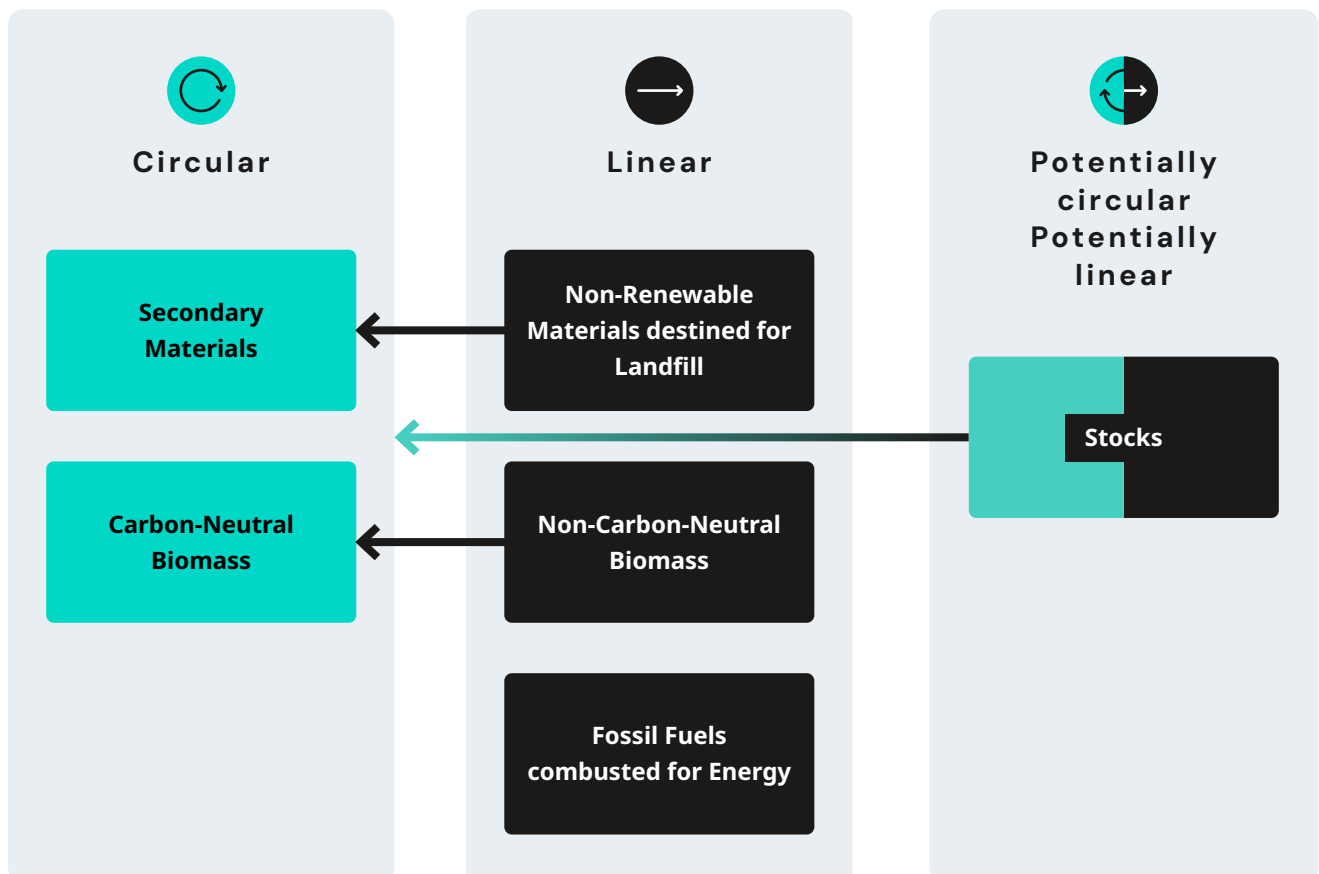 Circular
Secondary
Materials
Carbon-Neutral
Biomass
Linear
Non-Renewable
Materials destined for
Landfill
Non-Carbon-Neutral
Biomass
Fossil Fuels
combusted for Energy
Potentially
circular
Potentially
linear
Stocks